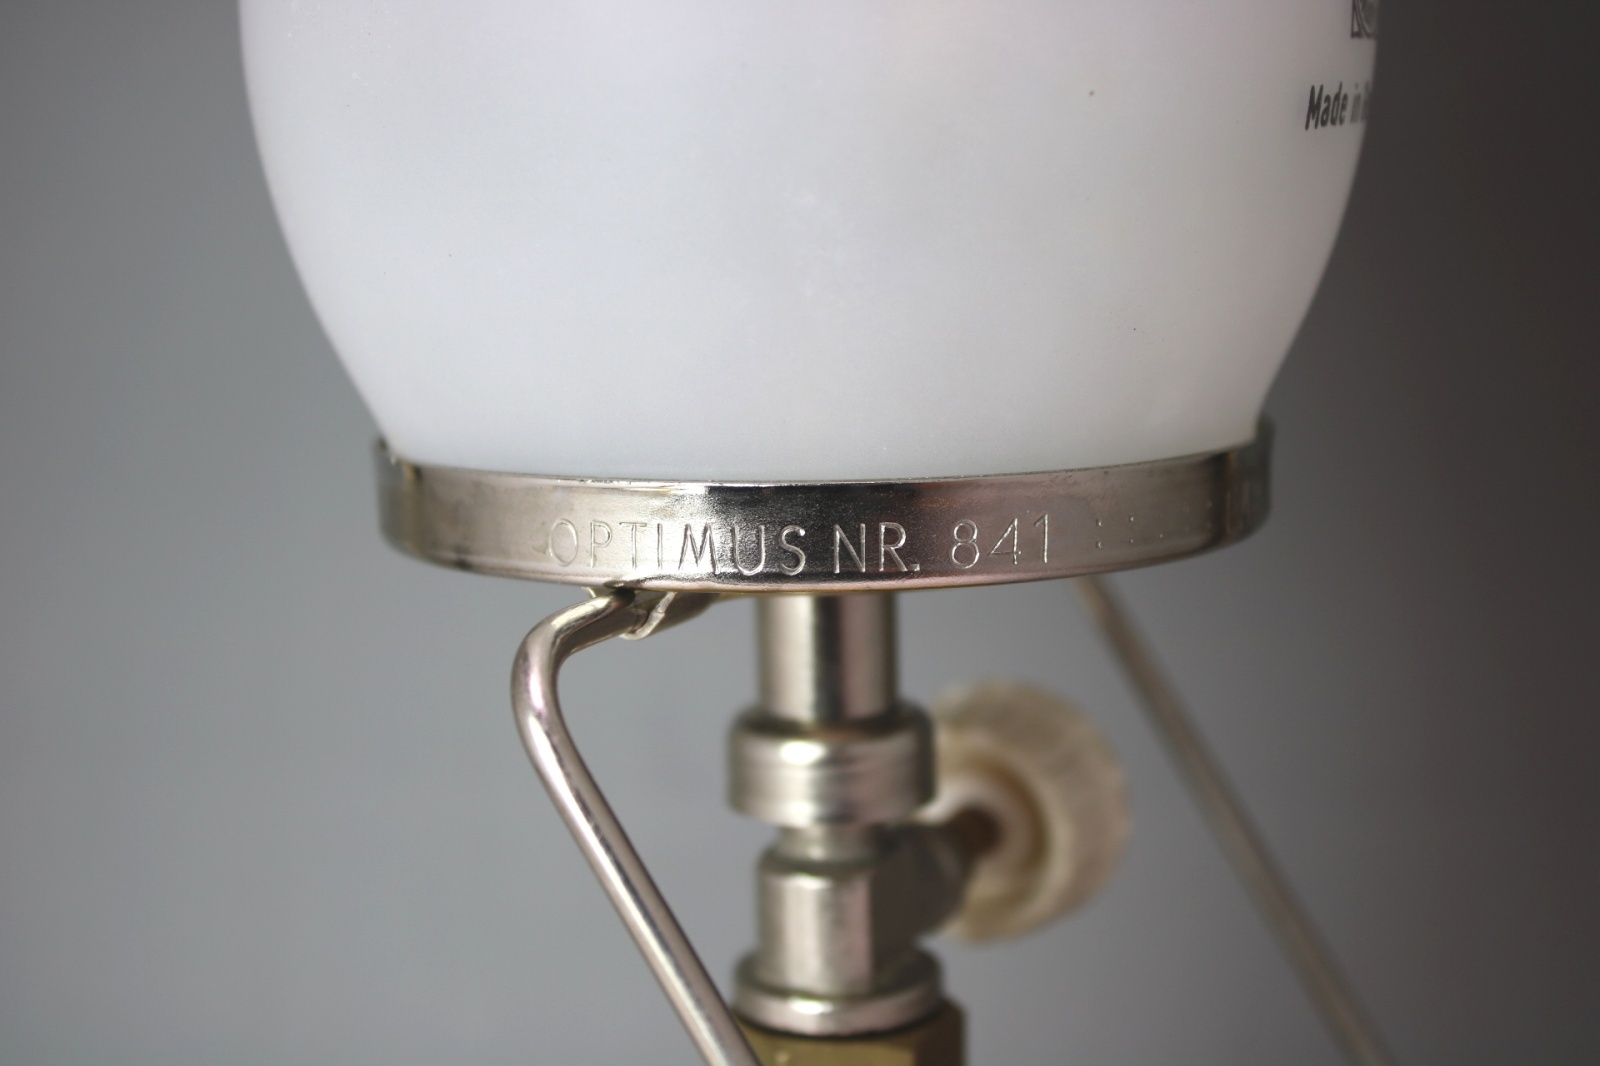 Made in
OPTIMUS NR. 841